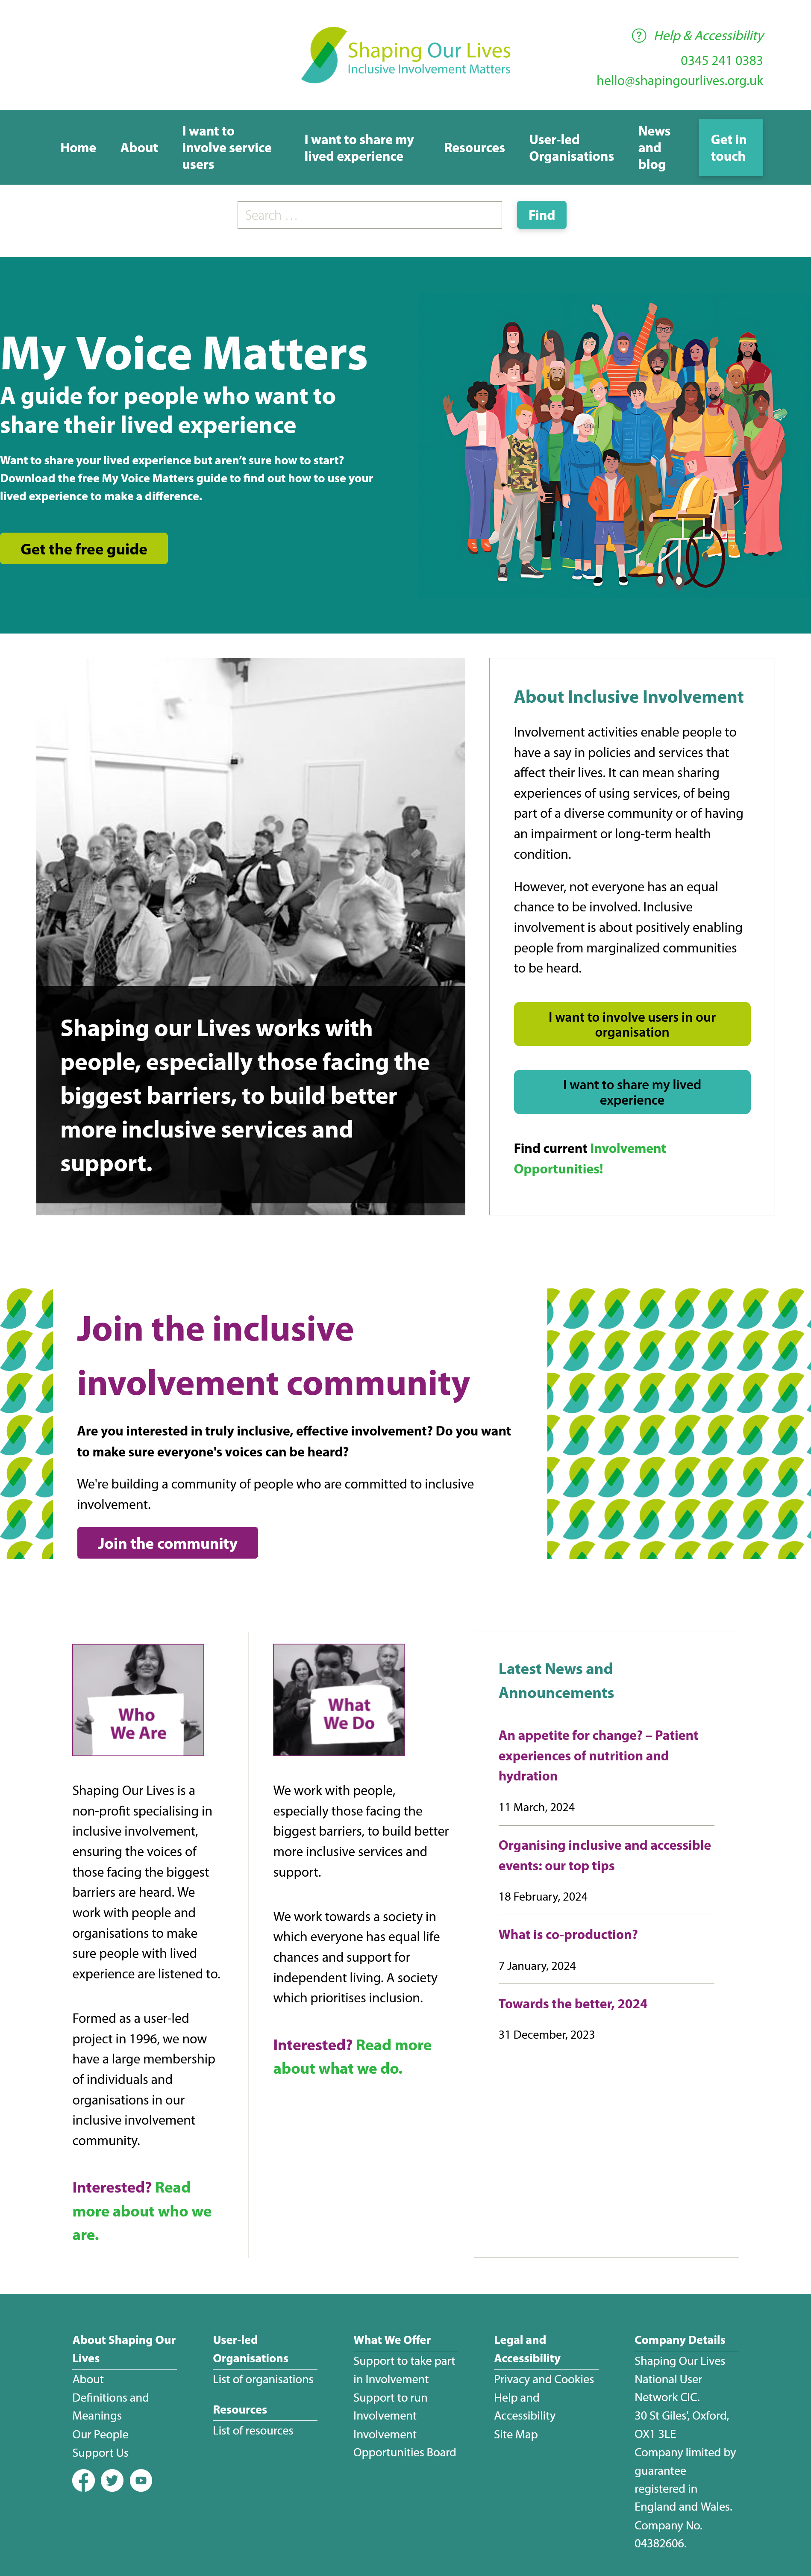 Shaping Our Lives
Inclusive Involvement Matters
Help & Accessibility
0345 241 0383
hello@shapingourlives.org.uk
Home
About
I want to
involve service
users
I want to share my
lived experience
Resources
User-led
Organisations
News
and
blog
Get in
touch
Search …
Find
My Voice Matters
A guide for people who want to
share their lived experience
Want to share your lived experience but aren’t sure how to start?
Download the free My Voice Matters guide to find out how to use your
lived experience to make a difference.
Get the free guide
Shaping our Lives works with
people, especially those facing the
biggest barriers, to build better
more inclusive services and
support.
About Inclusive Involvement
Involvement activities enable people to
have a say in policies and services that
affect their lives. It can mean sharing
experiences of using services, of being
part of a diverse community or of having
an impairment or long-term health
condition.
However, not everyone has an equal
chance to be involved. Inclusive
involvement is about positively enabling
people from marginalized communities
to be heard.
I want to involve users in our
organisation
I want to share my lived
experience
Find current Involvement
Opportunities!
Join the inclusive
involvement community
Are you interested in truly inclusive, effective involvement? Do you want
to make sure everyone's voices can be heard?
We're building a community of people who are committed to inclusive
involvement.
Join the community
Who
We Are
Shaping Our Lives is a
non-profit specialising in
inclusive involvement,
ensuring the voices of
those facing the biggest
barriers are heard. We
work with people and
organisations to make
sure people with lived
experience are listened to.
Formed as a user-led
project in 1996, we now
have a large membership
of individuals and
organisations in our
inclusive involvement
community.
Interested? Read
more about who we
are.
What
We Do
We work with people,
especially those facing the
biggest barriers, to build better
more inclusive services and
support.
We work towards a society in
which everyone has equal life
chances and support for
independent living. A society
which prioritises inclusion.
Interested? Read more
about what we do.
Latest News and
Announcements
An appetite for change? – Patient
experiences of nutrition and
hydration
11 March, 2024
Organising inclusive and accessible
events: our top tips
18 February, 2024
What is co-production?
7 January, 2024
Towards the better, 2024
31 December, 2023
About Shaping Our
Lives
About
Definitions and
Meanings
Our People
Support Us
User-led
Organisations
List of organisations
Resources
List of resources
What We Offer
Support to take part
in Involvement
Support to run
Involvement
Involvement
Opportunities Board
Legal and
Accessibility
Privacy and Cookies
Help and
Accessibility
Site Map
Company Details
Shaping Our Lives
National User
Network CIC.
30 St Giles', Oxford,
OX1 3LE
Company limited by
guarantee
registered in
England and Wales.
Company No.
04382606.